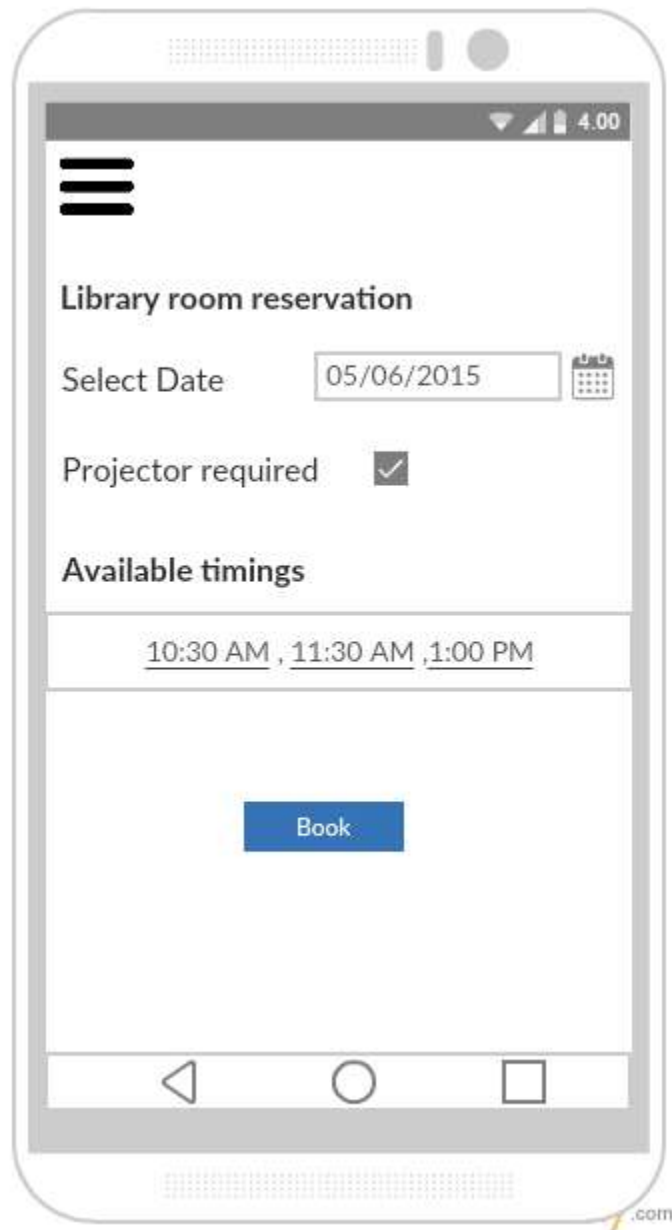 4.00
Library room reservation
Select Date 05/06/2015
Projector required
Available timings
10:30 AM , 11:30 AM ,1:00 PM
Book
.com